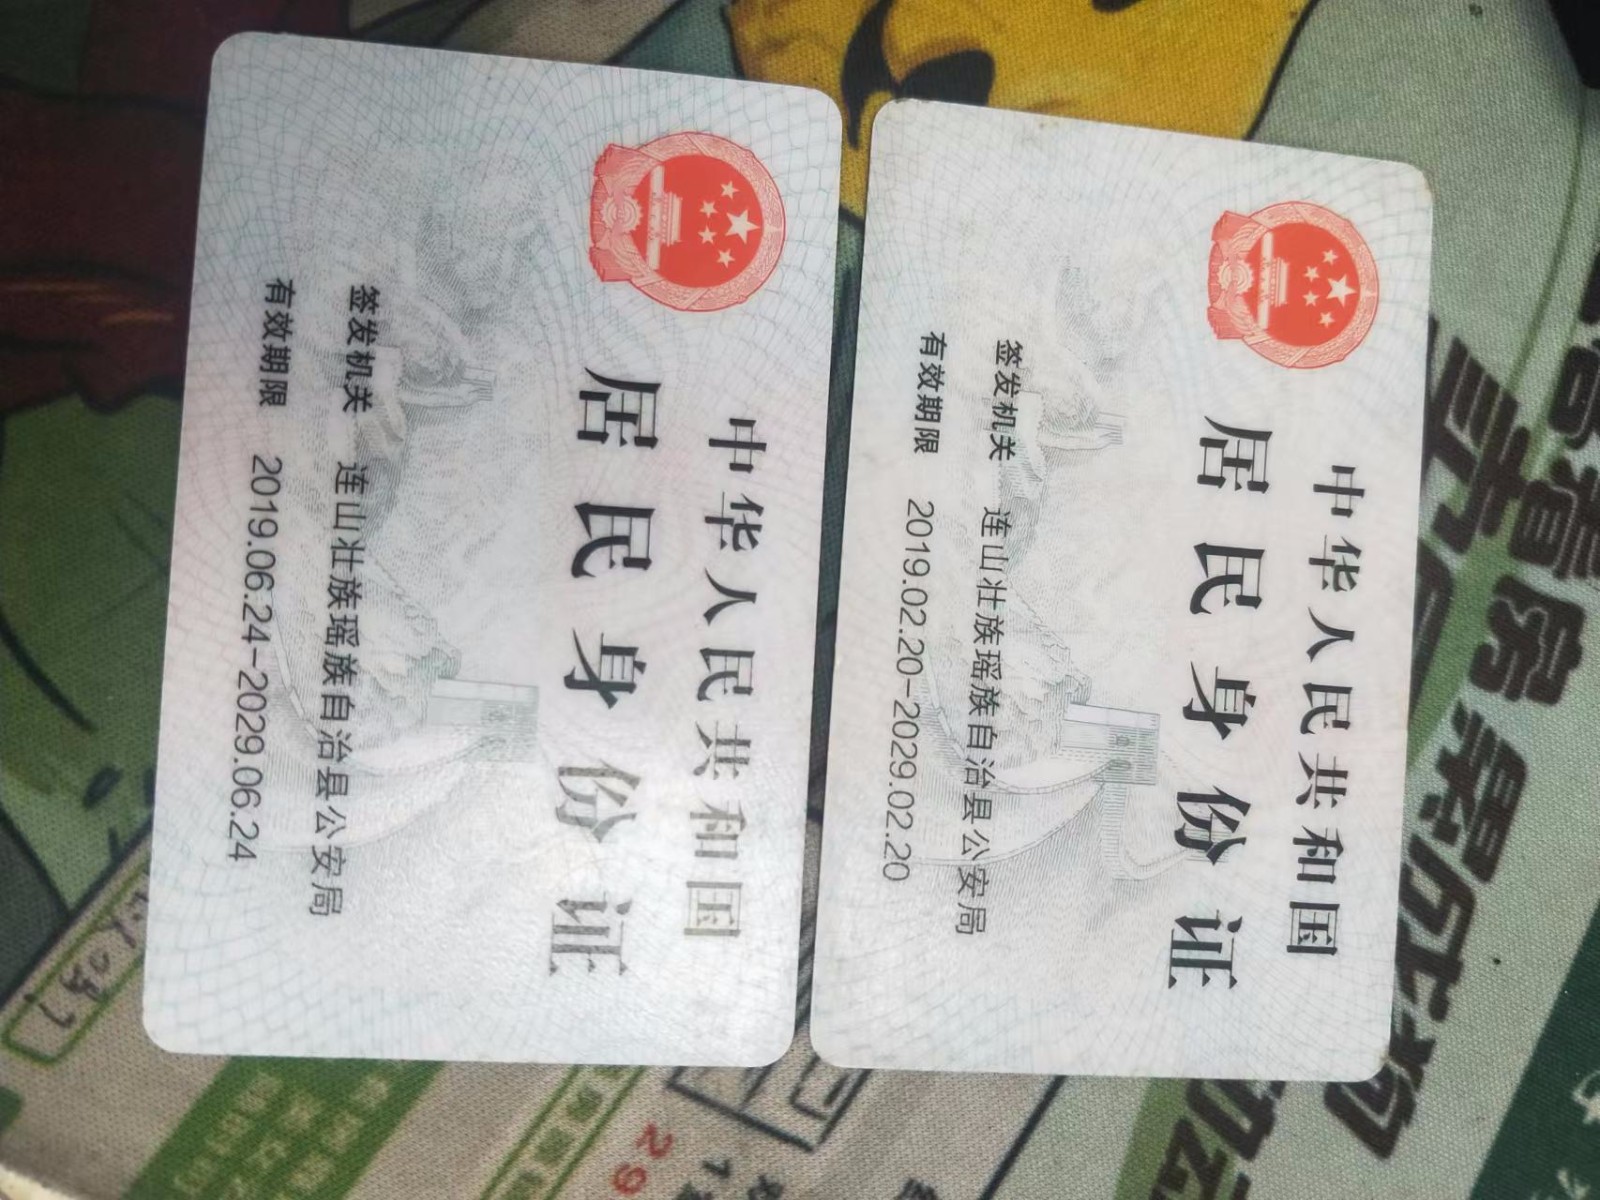 中华人民共和国
居民身份证
签发机关 连山壮族瑶族自治县公安局
有效期限 2019.06.24-2029.06.24
中华人民共和国
居民身份证
签发机关 连山壮族瑶族自治县公安局
有效期限 2019.02.20-2029.02.20